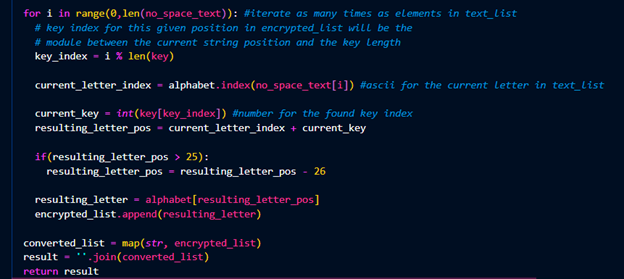 for i in range(0,len(no_space_text)): #iterate as many times as elements in text_list
# key index for this given position in encrypted_list will be the
# module between the current string position and the key length
key_index = i % len(key)
current_letter_index = alphabet.index(no_space_text[i]) #ascii for the current letter in text_list
current_key = int(key[key_index]) #number for the found key index
resulting_letter_pos = current_letter_index + current_key
if(resulting_letter_pos > 25):
resulting_letter_pos = resulting_letter_pos - 26
resulting_letter = alphabet[resulting_letter_pos]
encrypted_list.append(resulting_letter)
converted_list = map(str, encrypted_list)
result = ''.join(converted_list)
return result